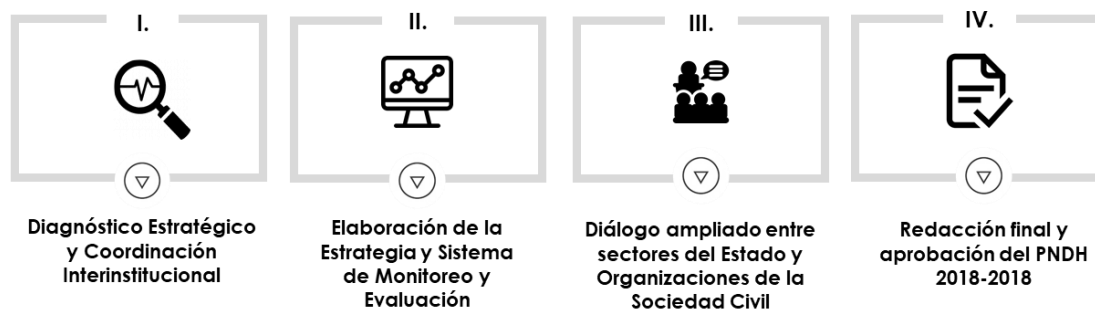 I.
Diagnóstico Estratégico
y Coordinación
Interinstitucional
II.
Elaboración de la
Estrategia y Sistema
de Monitoreo y
Evaluación
III.
Diálogo ampliado entre
sectores del Estado y
Organizaciones de la
Sociedad Civil
IV.
Redacción final y
aprobación del PNDH
2018-2018